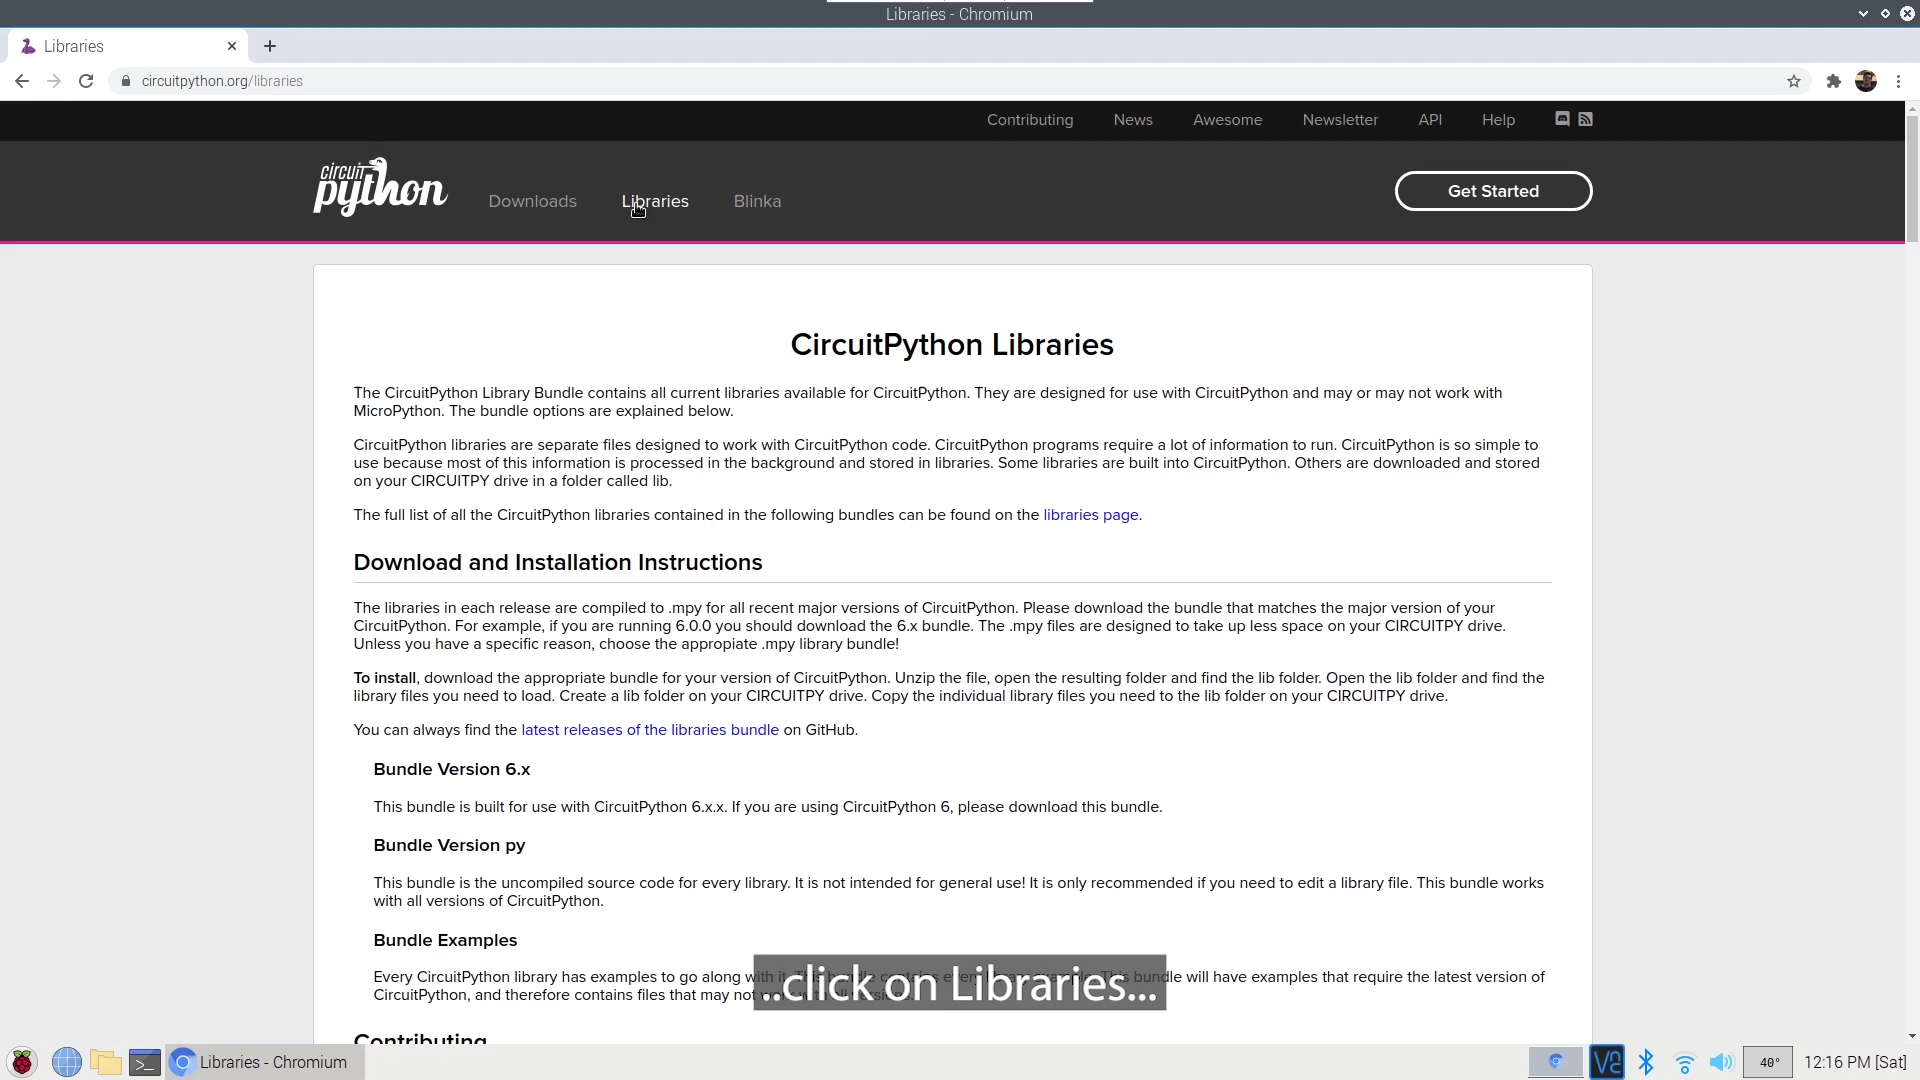 Libraries - Chromium
Libraries
circuitpython.org/libraries
Contributing News Awesome Newsletter API Help
circuit
python
Downloads Libraries Blinka
Get Started
CircuitPython Libraries
The CircuitPython Library Bundle contains all current libraries available for CircuitPython. They are designed for use with CircuitPython and may or may not work with
MicroPython. The bundle options are explained below.
CircuitPython libraries are separate files designed to work with CircuitPython code. CircuitPython programs require a lot of information to run. CircuitPython is so simple to
use because most of this information is processed in the background and stored in libraries. Some libraries are built into CircuitPython. Others are downloaded and stored
on your CIRCUITPY drive in a folder called lib.
The full list of all the CircuitPython libraries contained in the following bundles can be found on the libraries page.
Download and Installation Instructions
The libraries in each release are compiled to .mpy for all recent major versions of CircuitPython. Please download the bundle that matches the major version of your
CircuitPython. For example, if you are running 6.0.0 you should download the 6.x bundle. The .mpy files are designed to take up less space on your CIRCUITPY drive.
Unless you have a specific reason, choose the appropiate .mpy library bundle!
To install, download the appropriate bundle for your version of CircuitPython. Unzip the file, open the resulting folder and find the lib folder. Open the lib folder and find the
library files you need to load. Create a lib folder on your CIRCUITPY drive. Copy the individual library files you need to the lib folder on your CIRCUITPY drive.
You can always find the latest releases of the libraries bundle on GitHub.
Bundle Version 6.x
This bundle is built for use with CircuitPython 6.x.x. If you are using CircuitPython 6, please download this bundle.
Bundle Version py
This bundle is the uncompiled source code for every library. It is not intended for general use! It is only recommended if you need to edit a library file. This bundle works
with all versions of CircuitPython.
Bundle Examples
Every CircuitPython library has examples to go along with it. This bundle contains every bundle will have examples that require the latest version of
CircuitPython, and therefore contains files that may not
...click on Libraries...
Contributing
Libraries - Chromium
40° 12:16 PM [Sat]